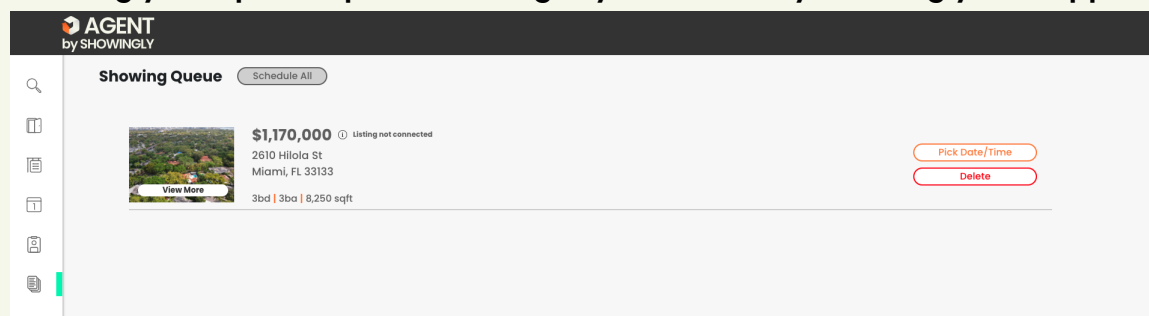 AGENT
by SHOWINGLY
Showing Queue Schedule All
$1,170,000 Listing not connected
2610 Hilola St
Miami, FL 33133
3bd | 3ba | 8,250 sqft
View More
Pick Date/Time
Delete
1